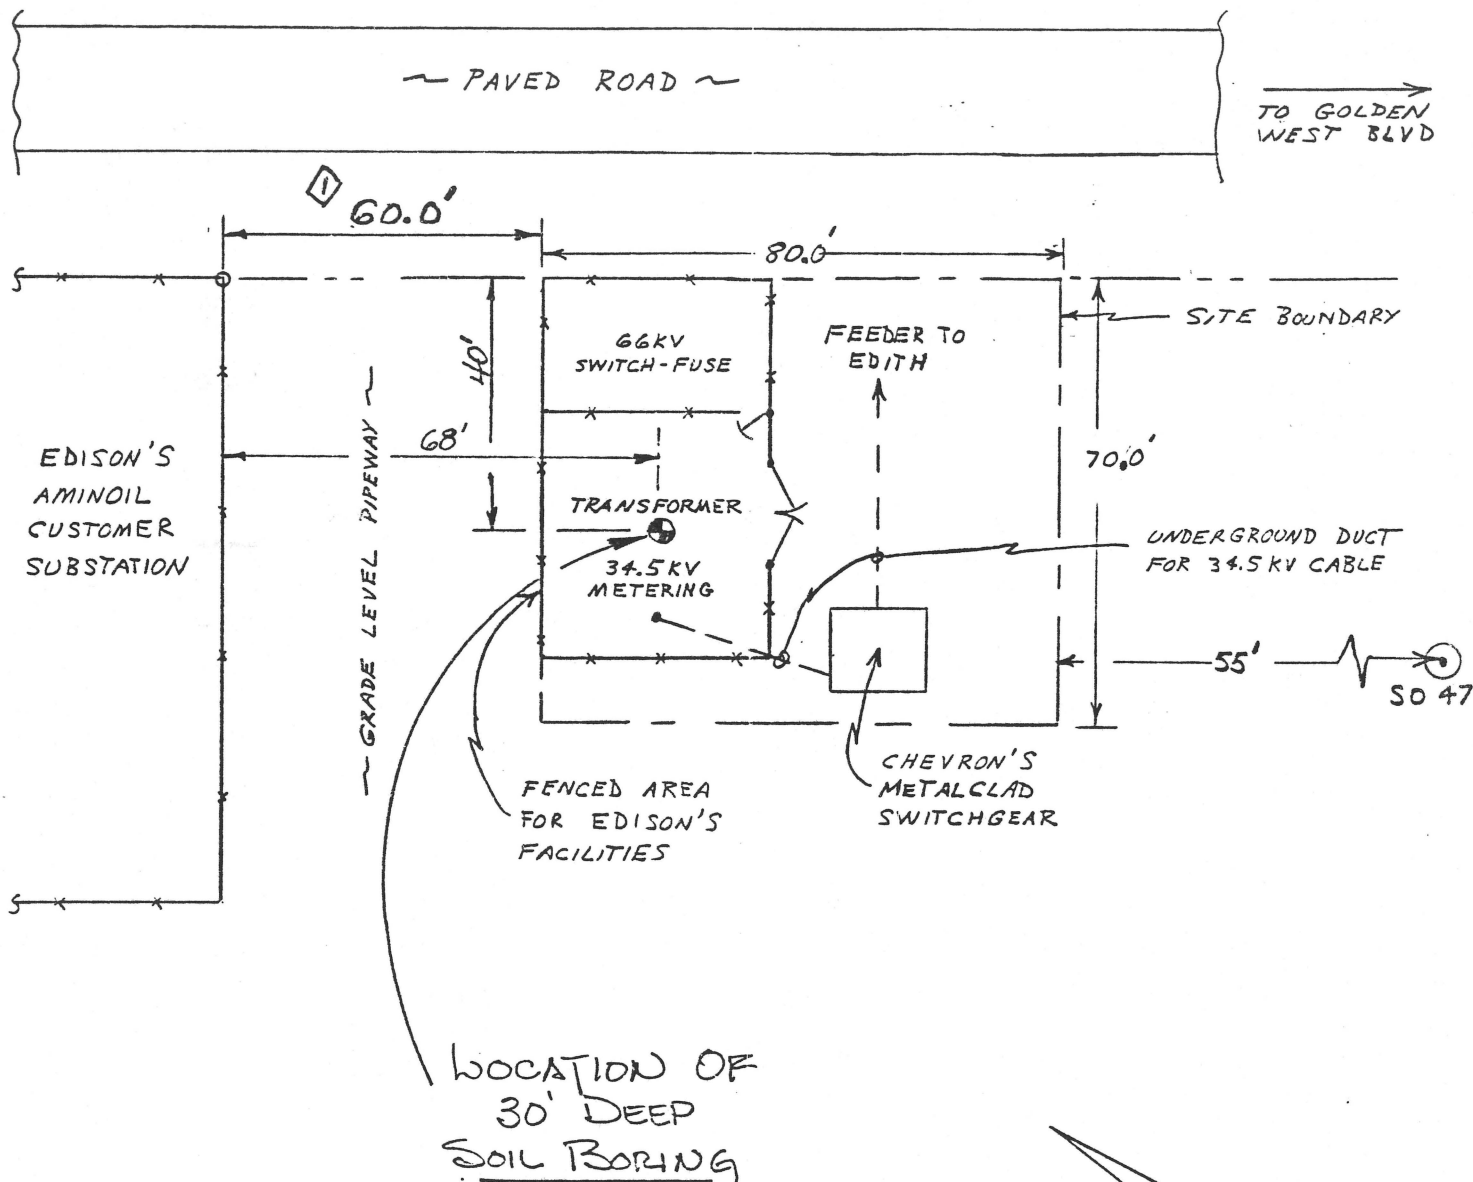 ~ PAVED ROAD ~
TO GOLDEN
WEST BLVD
1
60.0'
80.0'
SITE BOUNDARY
66KV
SWITCH-FUSE
FEEDER TO
EDITH
40'
68'
70.0'
EDISON'S
AMINOIL
CUSTOMER
SUBSTATION
~ GRADE LEVEL PIPEWAY ~
TRANSFORMER
34.5KV
METERING
UNDERGROUND DUCT
FOR 34.5KV CABLE
55'
SO 47
CHEVRON'S
METALCLAD
SWITCHGEAR
FENCED AREA
FOR EDISON'S
FACILITIES
LOCATION OF
30' DEEP
SOIL BORING